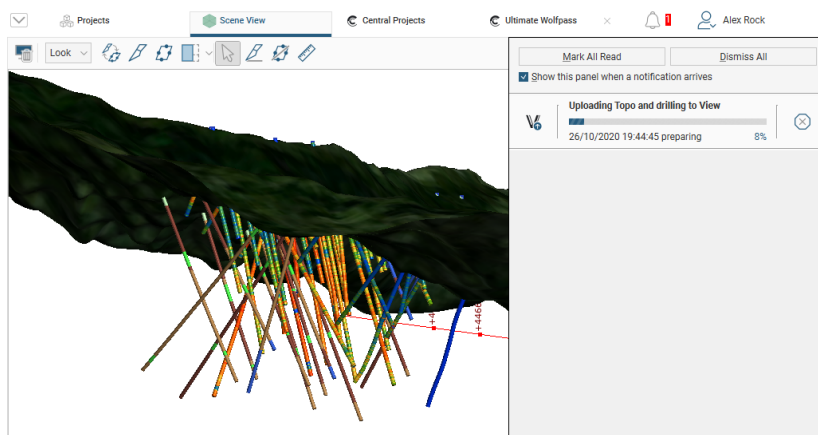 Projects
Scene View
Central Projects
Ultimate Wolfpass
1
Alex Rock
Look
Mark All Read
Dismiss All
Show this panel when a notification arrives
Uploading Topo and drilling to View
26/10/2020 19:44:45 preparing
8%
+4466